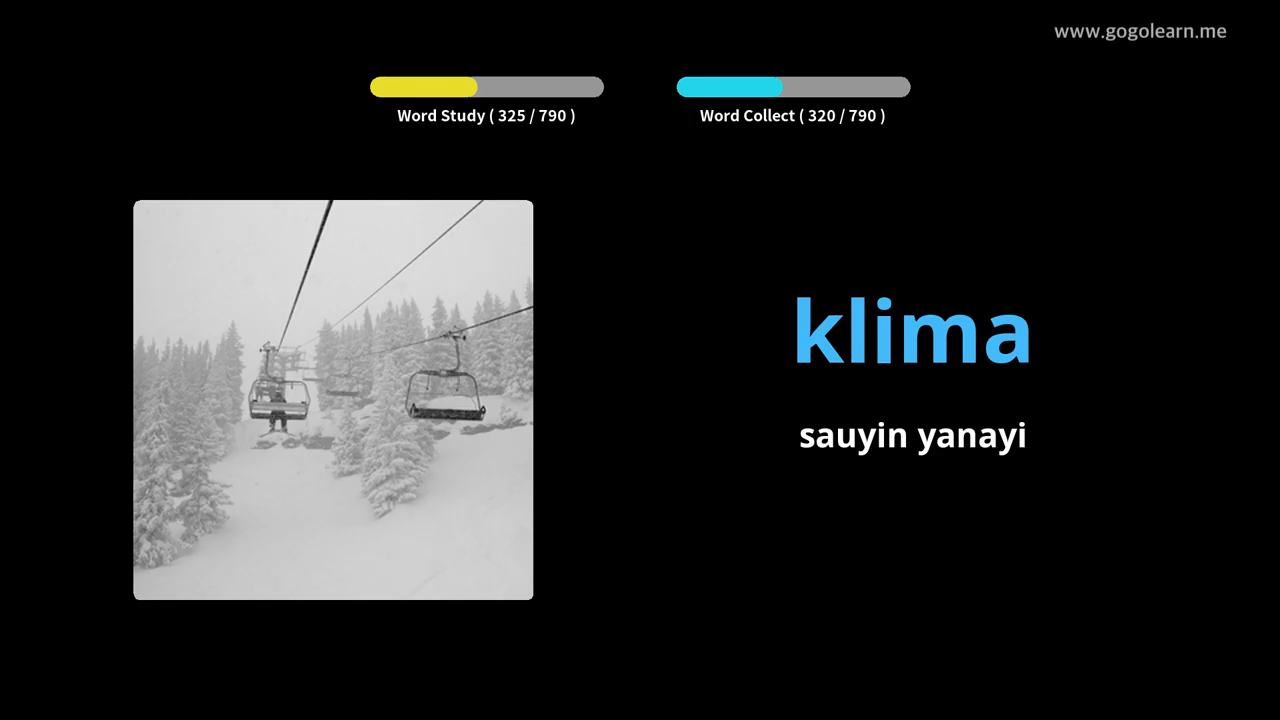 www.gogolearn.me
Word Study ( 325 / 790 )
Word Collect ( 320 / 790 )
klima
sauyin yanayi